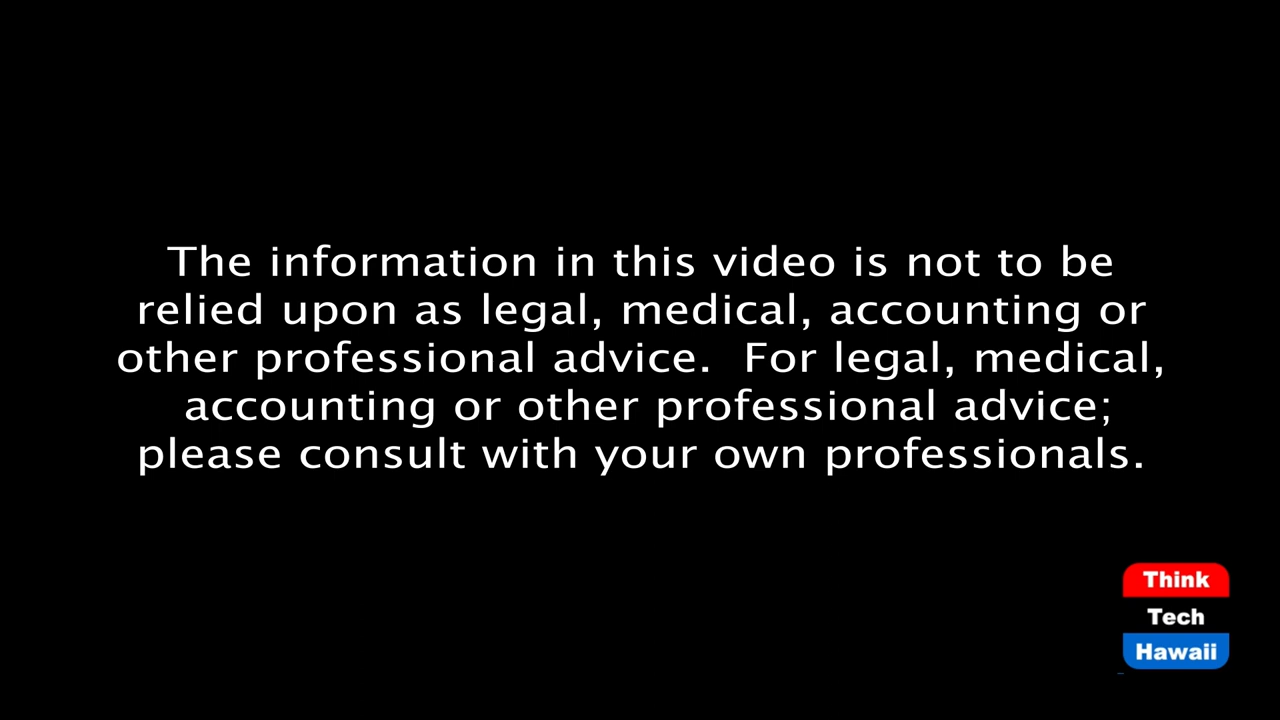 The information in this video is not to be
relied upon as legal, medical, accounting or
other professional advice.  For legal, medical,
accounting or other professional advice;
please consult with your own professionals.
Think
Tech
Hawaii